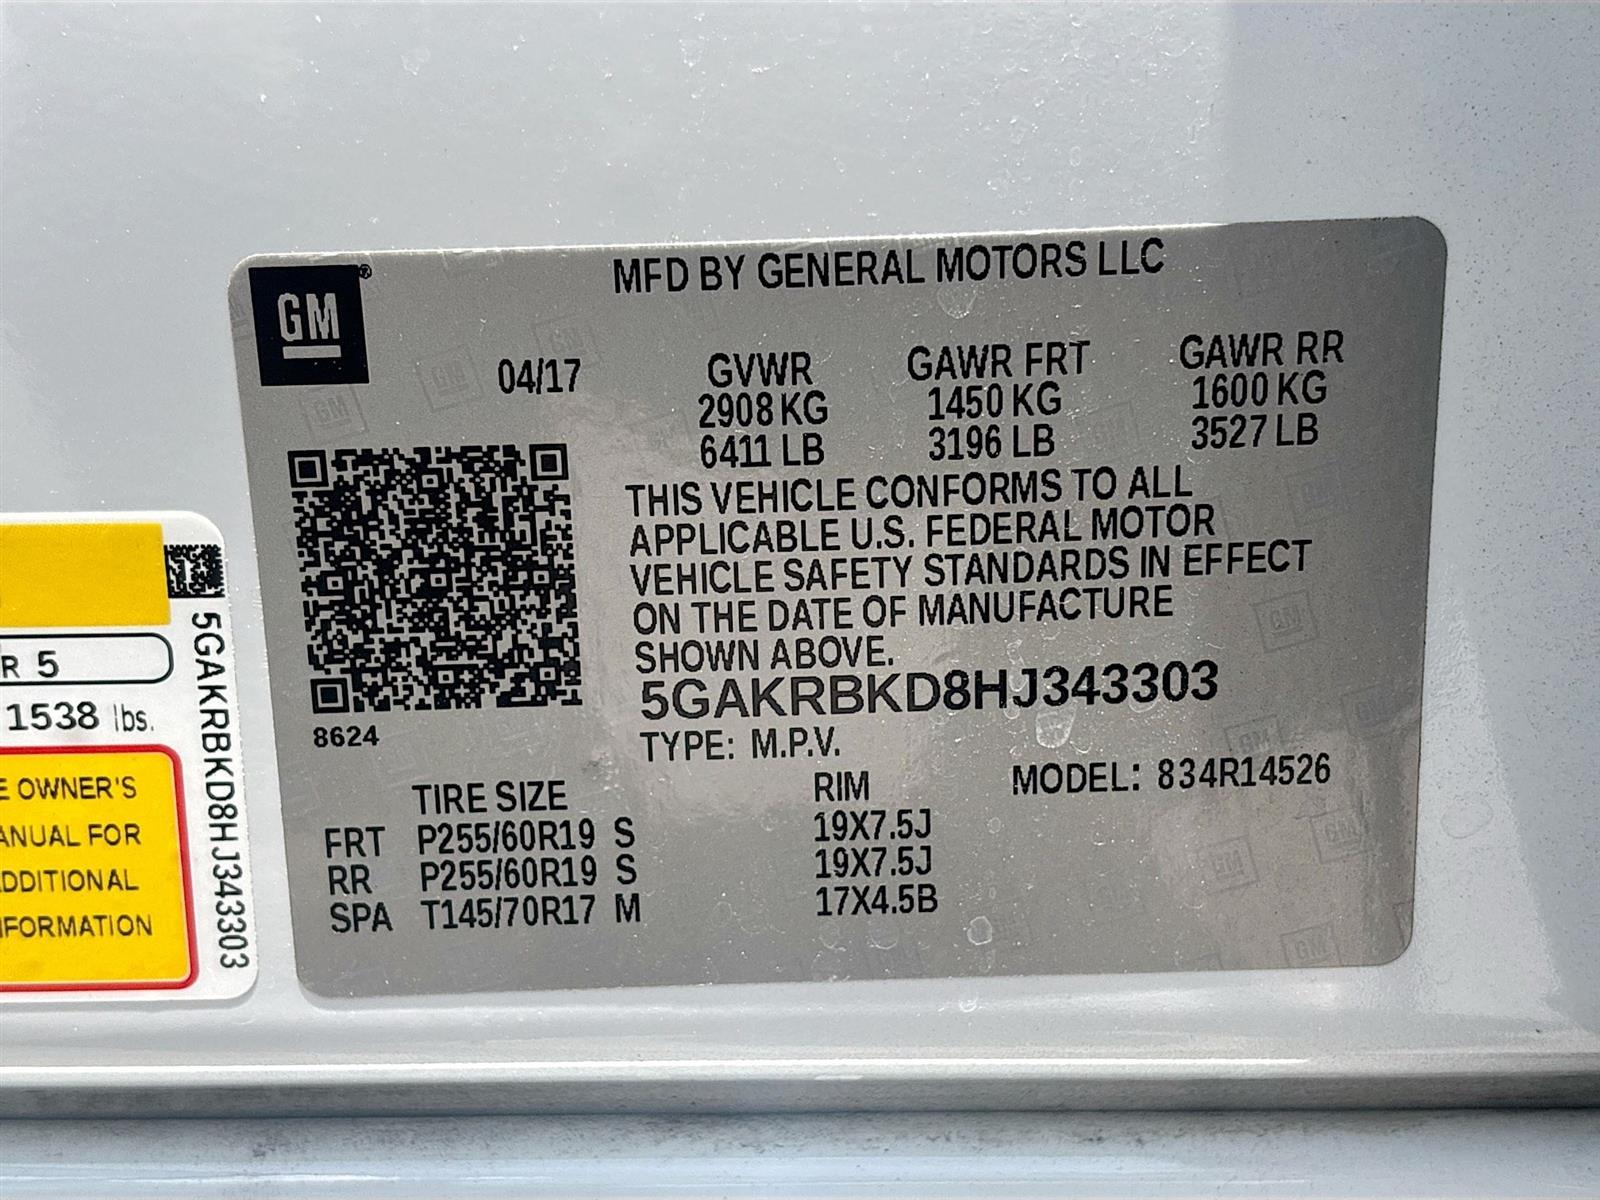 GM
®
MFD BY GENERAL MOTORS LLC
04/17
GVWR GAWR FRT GAWR RR
2908 KG 1450 KG 1600 KG
6411 LB 3196 LB 3527 LB
THIS VEHICLE CONFORMS TO ALL
APPLICABLE U.S. FEDERAL MOTOR
VEHICLE SAFETY STANDARDS IN EFFECT
ON THE DATE OF MANUFACTURE
SHOWN ABOVE.
5GAKRBKD8HJ343303
8624
TYPE: M.P.V.
MODEL: 834R14526
TIRE SIZE RIM
FRT P255/60R19 S 19X7.5J
RR P255/60R19 S 19X7.5J
SPA T145/70R17 M 17X4.5B
R 5
1538 lbs.
OWNER'S
FOR
5GAKRBKD8HJ343303